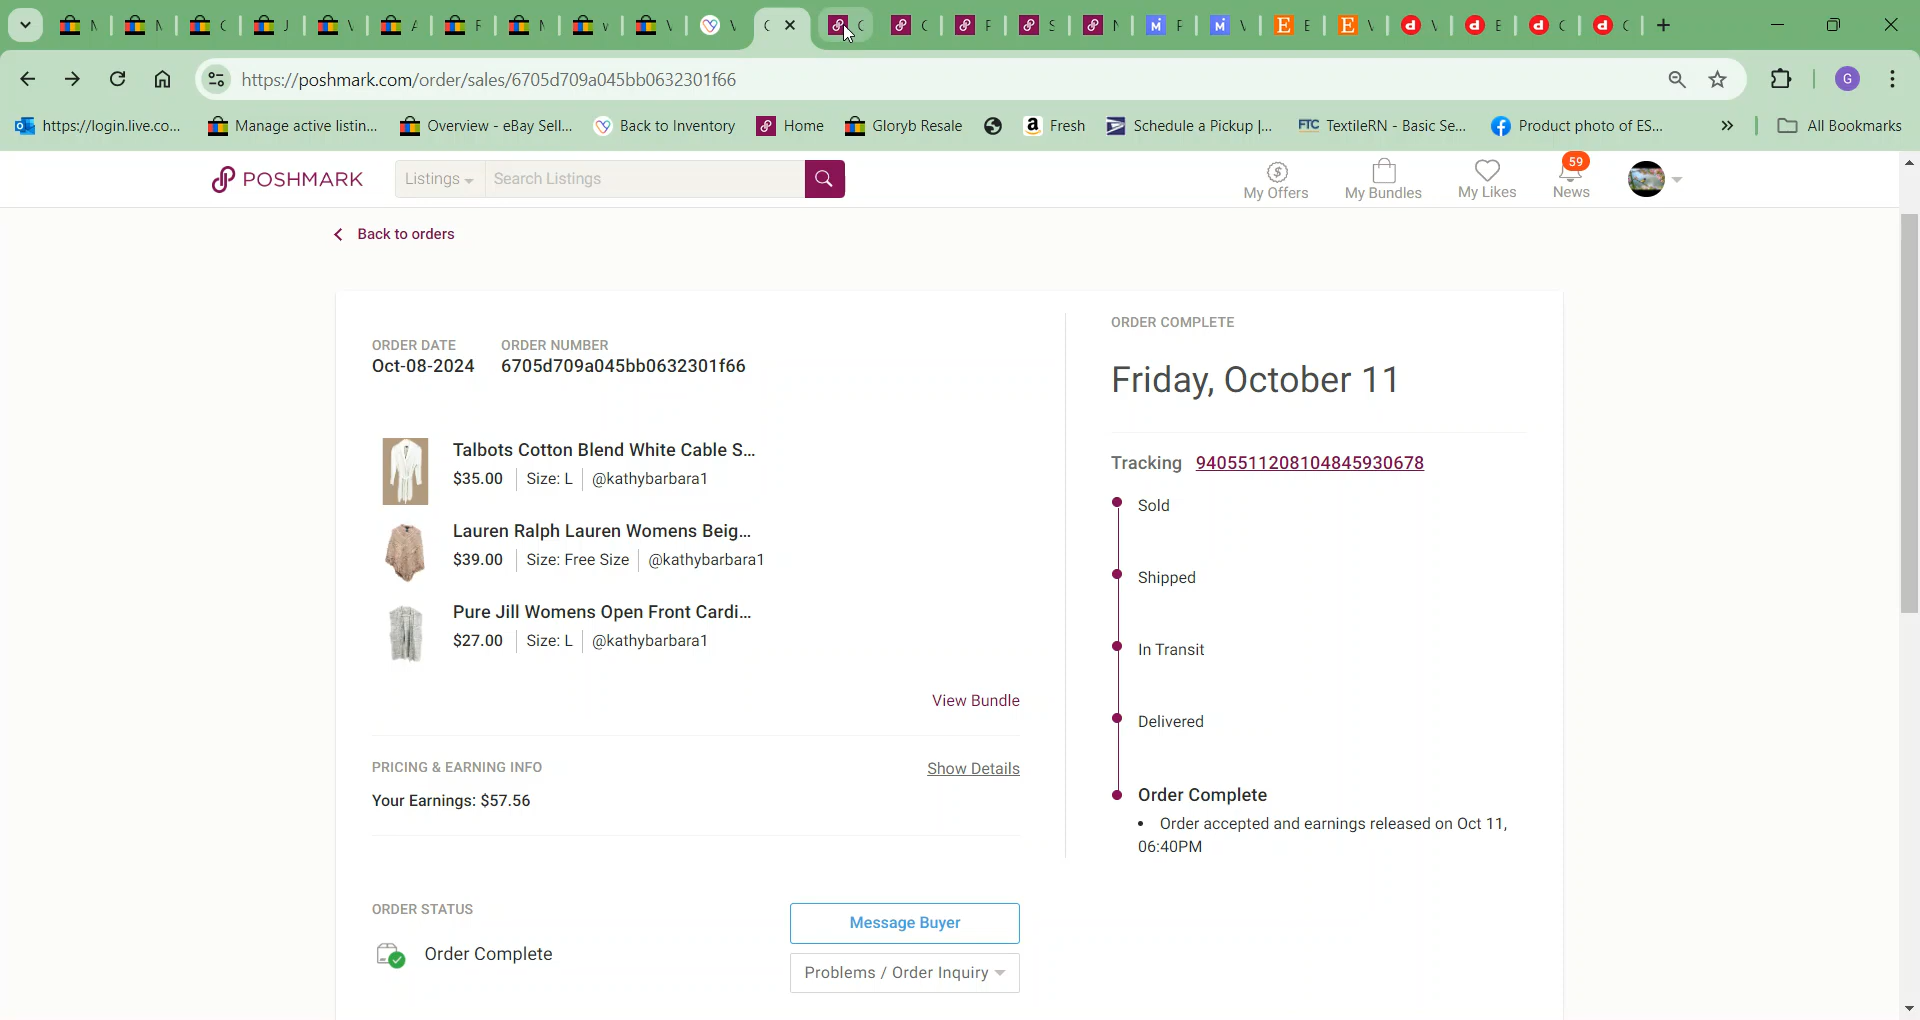 https://poshmark.com/order/sales/6705d709a045bb0632301f66
G
https://login.live.co...
Manage active listin...
Overview - eBay Sell...
Back to Inventory
Home
Gloryb Resale
Fresh
Schedule a Pickup |...
FTC TextileRN - Basic Se...
Product photo of ES...
All Bookmarks
POSHMARK
Listings
Search Listings
My Offers
My Bundles
My Likes
59
News
Back to orders
ORDER DATE
ORDER NUMBER
Oct-08-2024
6705d709a045bb0632301f66
Talbots Cotton Blend White Cable S...
$35.00 Size: L @kathybarbara1
Lauren Ralph Lauren Womens Beig...
$39.00 Size: Free Size @kathybarbara1
Pure Jill Womens Open Front Cardi...
$27.00 Size: L @kathybarbara1
View Bundle
PRICING & EARNING INFO
Show Details
Your Earnings: $57.56
ORDER STATUS
Order Complete
Message Buyer
Problems / Order Inquiry
ORDER COMPLETE
Friday, October 11
Tracking 9405511208104845930678
Sold
Shipped
In Transit
Delivered
Order Complete
• Order accepted and earnings released on Oct 11,
06:40PM